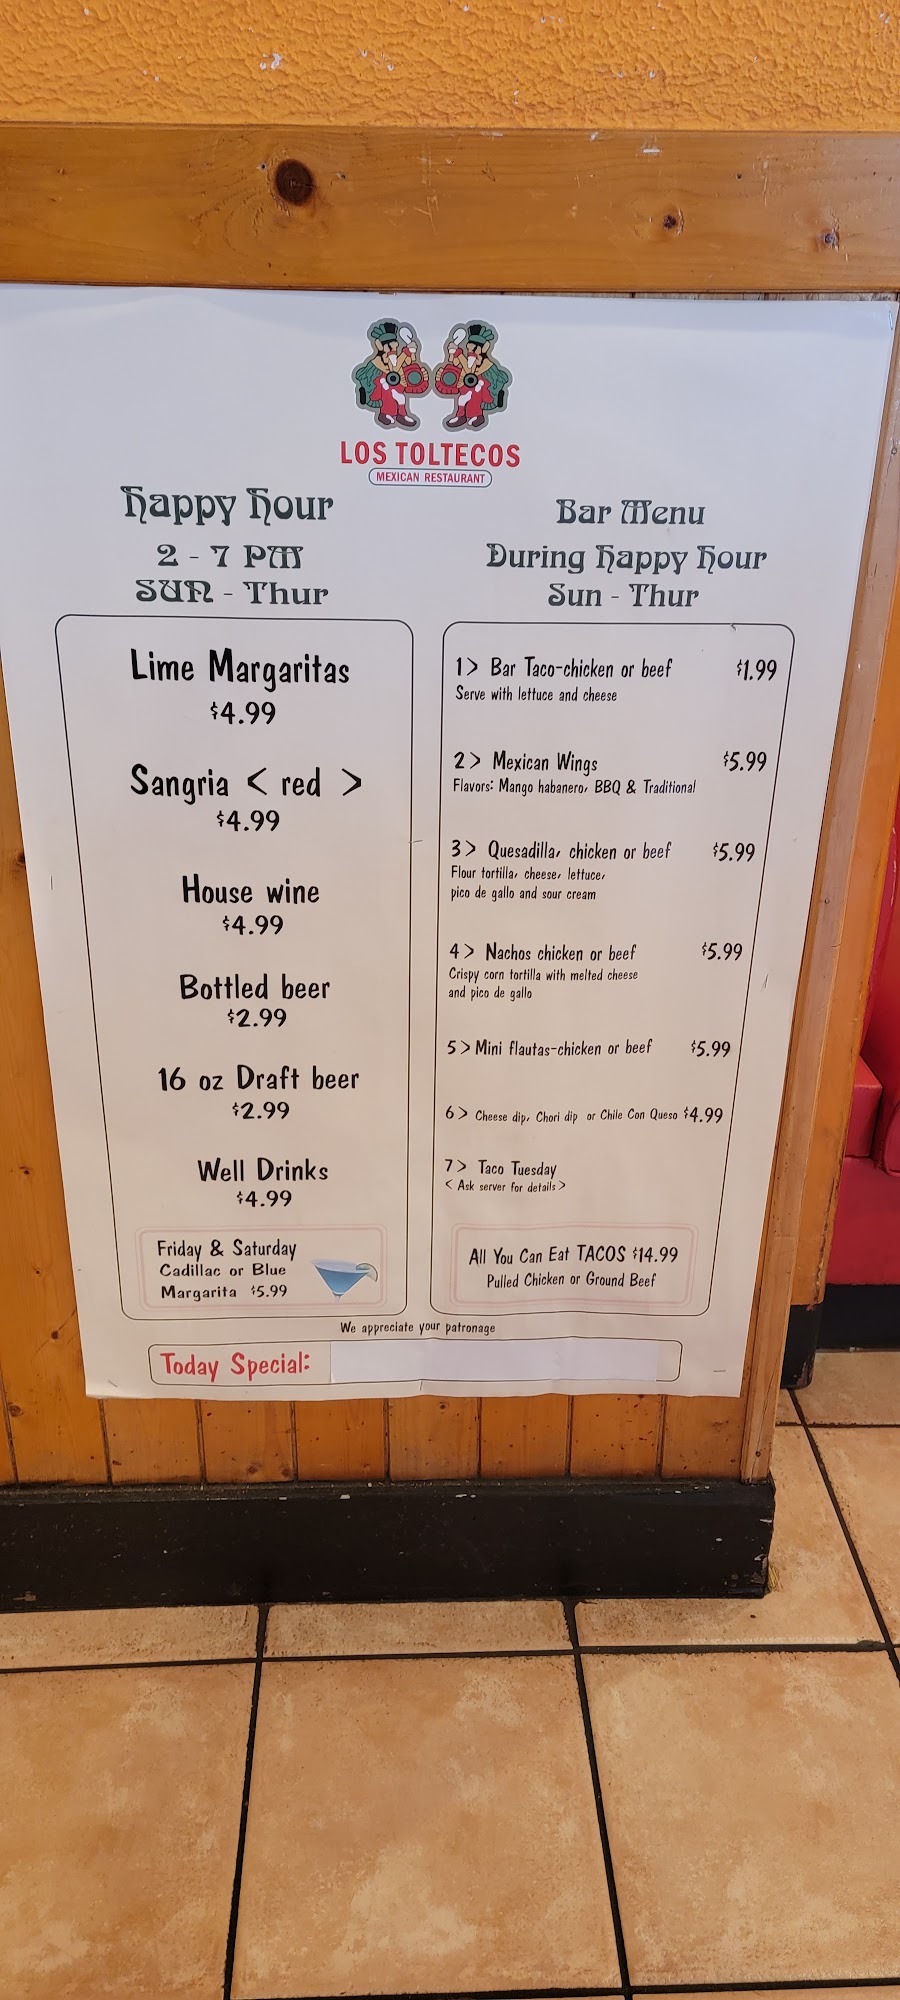 LOS TOLTECOS
MEXICAN RESTAURANT
Happy Hour
2 - 7 PM
SUN - Thur
Lime Margaritas
$4.99
Sangria < red >
$4.99
House wine
$4.99
Bottled beer
$2.99
16 oz Draft beer
$2.99
Well Drinks
$4.99
Friday & Saturday
Cadillac or Blue
Margarita $5.99
Bar Menu
During Happy Hour
Sun - Thur
1> Bar Taco-chicken or beef $1.99
Serve with lettuce and cheese
2> Mexican Wings $5.99
Flavors: Mango habanero, BBQ & Traditional
3> Quesadilla, chicken or beef $5.99
Flour tortilla, cheese, lettuce,
pico de gallo and sour cream
4> Nachos chicken or beef $5.99
Crispy corn tortilla with melted cheese
and pico de gallo
5> Mini flautas-chicken or beef $5.99
6> Cheese dip, Chori dip or Chile Con Queso $4.99
7> Taco Tuesday
< Ask server for details >
All You Can Eat TACOS $14.99
Pulled Chicken or Ground Beef
We appreciate your patronage
Today Special: